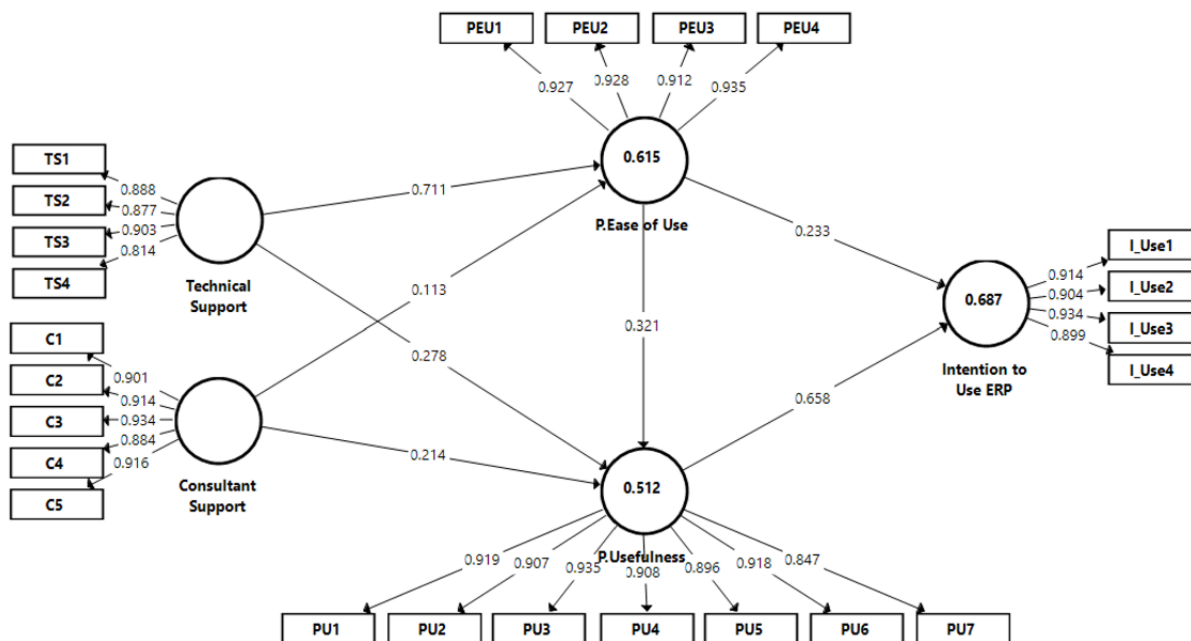 PEU1
PEU2
PEU3
PEU4
0.927
0.928
0.912
0.935
TS1
TS2
TS3
TS4
0.888
0.877
0.903
0.814
Technical
Support
0.711
0.615
P.Ease of Use
0.233
0.113
0.278
0.321
C1
C2
C3
C4
C5
0.901
0.914
0.934
0.884
0.916
Consultant
Support
0.214
0.512
P.Usefulness
0.658
0.687
Intention to
Use ERP
0.914
0.904
0.934
0.899
I_Use1
I_Use2
I_Use3
I_Use4
0.919
0.907
0.935
0.908
0.896
0.918
0.847
PU1
PU2
PU3
PU4
PU5
PU6
PU7